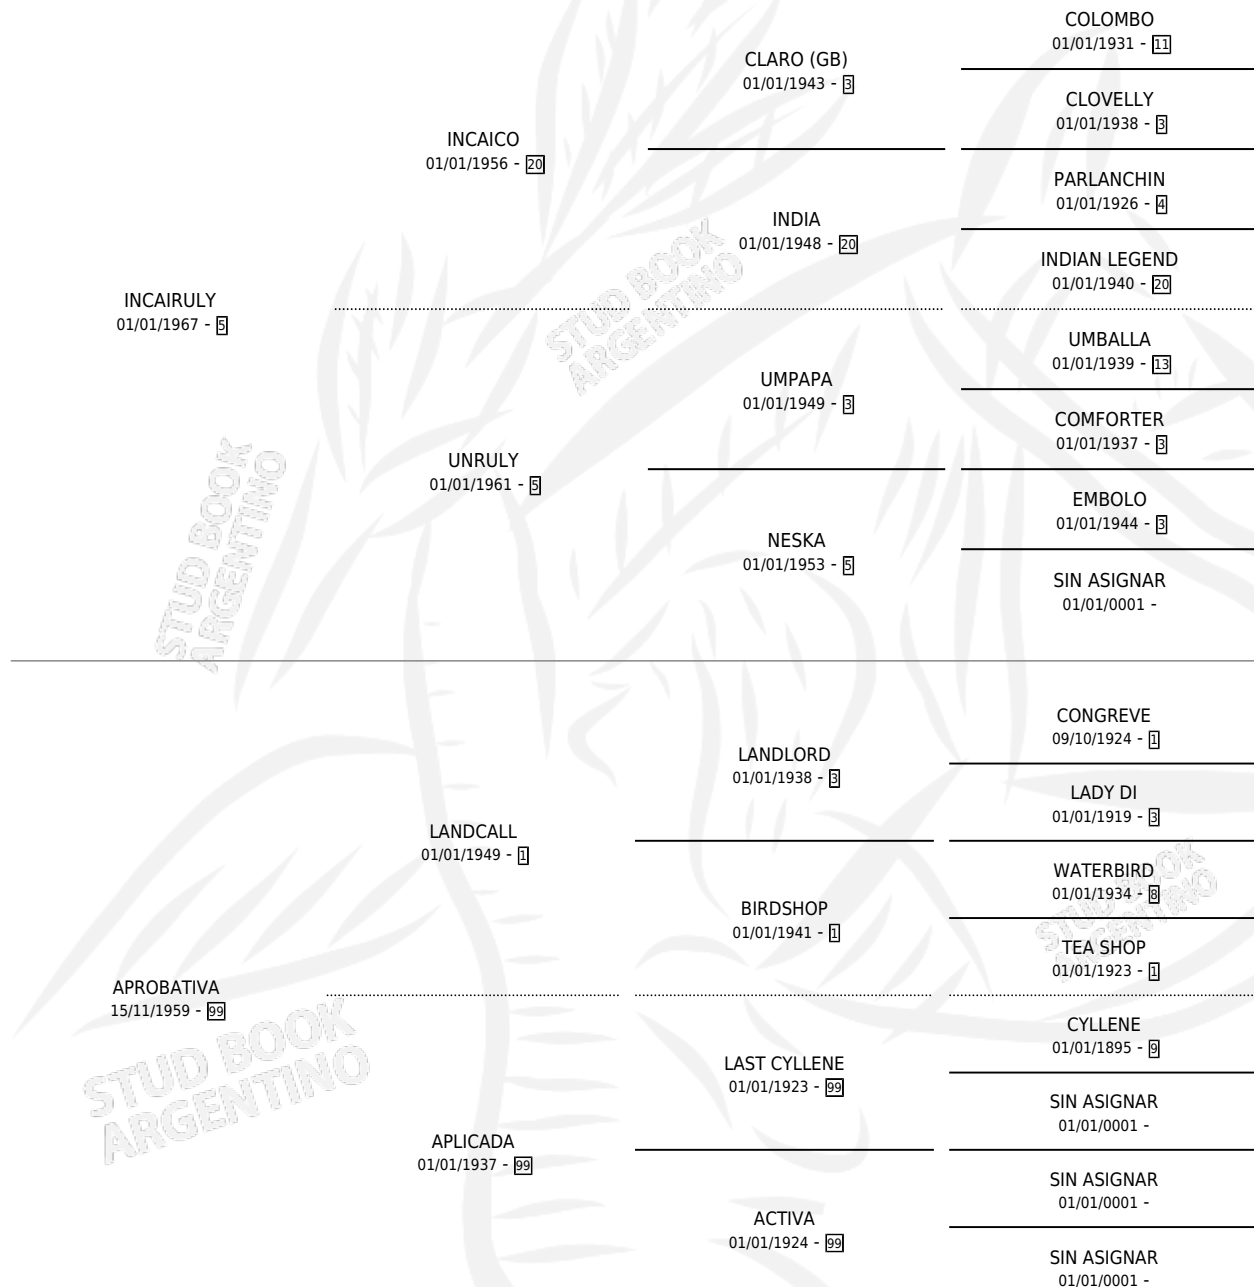 COLOMBO
01/01/1931 - 11
CLARO (GB)
01/01/1943 - 3
CLOVELLY
01/01/1938 - 3
INCAICO
01/01/1956 - 20
PARLANCHIN
01/01/1926 - 4
INDIA
01/01/1948 - 20
INDIAN LEGEND
01/01/1940 - 20
INCAIRULY
01/01/1967 - 5
UMBALLA
01/01/1939 - 13
UMPAPA
01/01/1949 - 3
COMFORTER
01/01/1937 - 3
UNRULY
01/01/1961 - 5
EMBOLO
01/01/1944 - 3
NESKA
01/01/1953 - 5
SIN ASIGNAR
01/01/0001 -
CONGREVE
09/10/1924 - 1
LANDLORD
01/01/1938 - 3
LADY DI
01/01/1919 - 3
LANDCALL
01/01/1949 - 1
WATERBIRD
01/01/1934 - 8
BIRDSHOP
01/01/1941 - 1
TEA SHOP
01/01/1923 - 1
APROBATIVA
15/11/1959 - 99
CYLLENE
01/01/1895 - 9
LAST CYLLENE
01/01/1923 - 99
SIN ASIGNAR
01/01/0001 -
APLICADA
01/01/1937 - 99
SIN ASIGNAR
01/01/0001 -
ACTIVA
01/01/1924 - 99
SIN ASIGNAR
01/01/0001 -
STUD BOOK
ARGENTINO
STUD BOOK
ARGENTINO
STUD BOOK
ARGENTINO
STUD BOOK
ARGENTINO